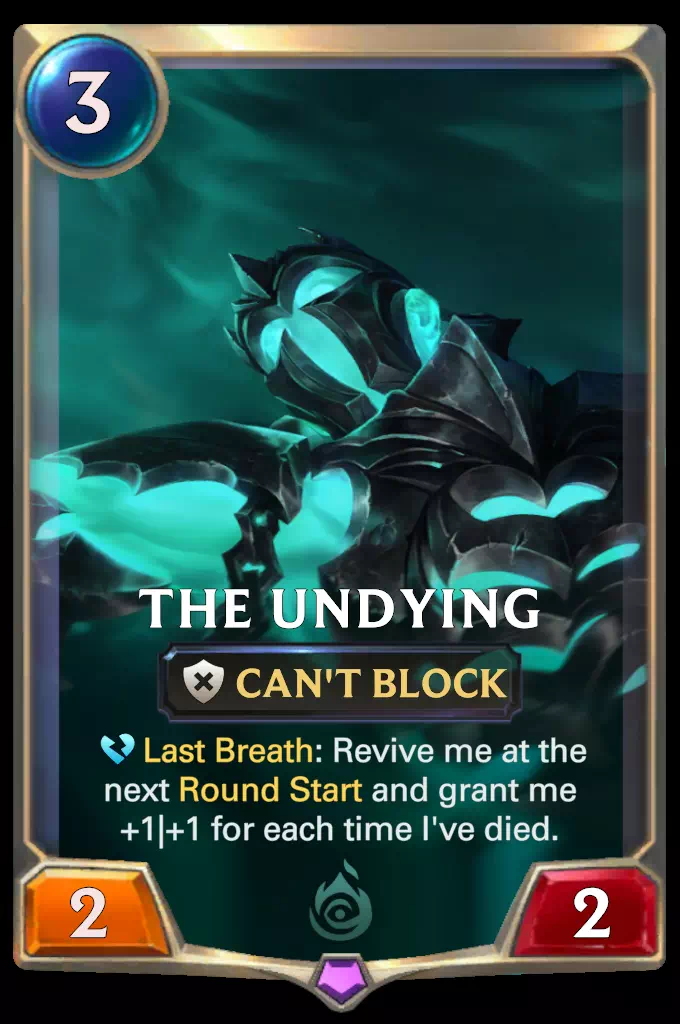 3
THE UNDYING
CAN'T BLOCK
Last Breath: Revive me at the
next Round Start and grant me
+1|+1 for each time I've died.
2
2